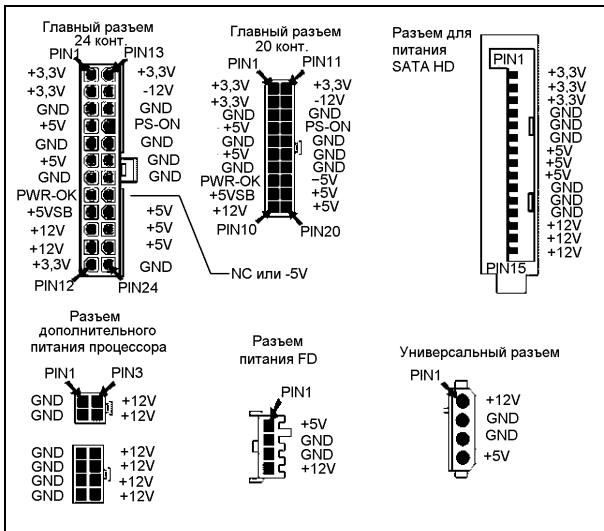 Главный разъем
24 конт.
PIN1 PIN13
+3,3V +3,3V
+3,3V -12V
GND GND
+5V PS-ON
GND GND
+5V GND
GND GND
PWR-OK
+5VSB +5V
+12V +5V
+12V +5V
+3,3V GND
PIN12 PIN24
NC или -5V
Главный разъем
20 конт.
PIN1 PIN11
+3,3V +3,3V
+3,3V -12V
GND GND
+5V PS-ON
GND GND
+5V GND
GND GND
PWR-OK –5V
+5VSB +5V
+12V +5V
PIN10 PIN20
Разъем для
питания
SATA HD
PIN1
+3,3V
+3,3V
+3,3V
GND
GND
GND
+5V
+5V
+5V
GND
GND
GND
+12V
+12V
+12V
PIN15
Разъем
дополнительного
питания процессора
PIN1 PIN3
GND +12V
GND +12V
GND +12V
GND +12V
GND +12V
GND +12V
Разъем
питания FD
PIN1
+5V
GND
GND
+12V
Универсальный разъем
PIN1
+12V
GND
GND
+5V